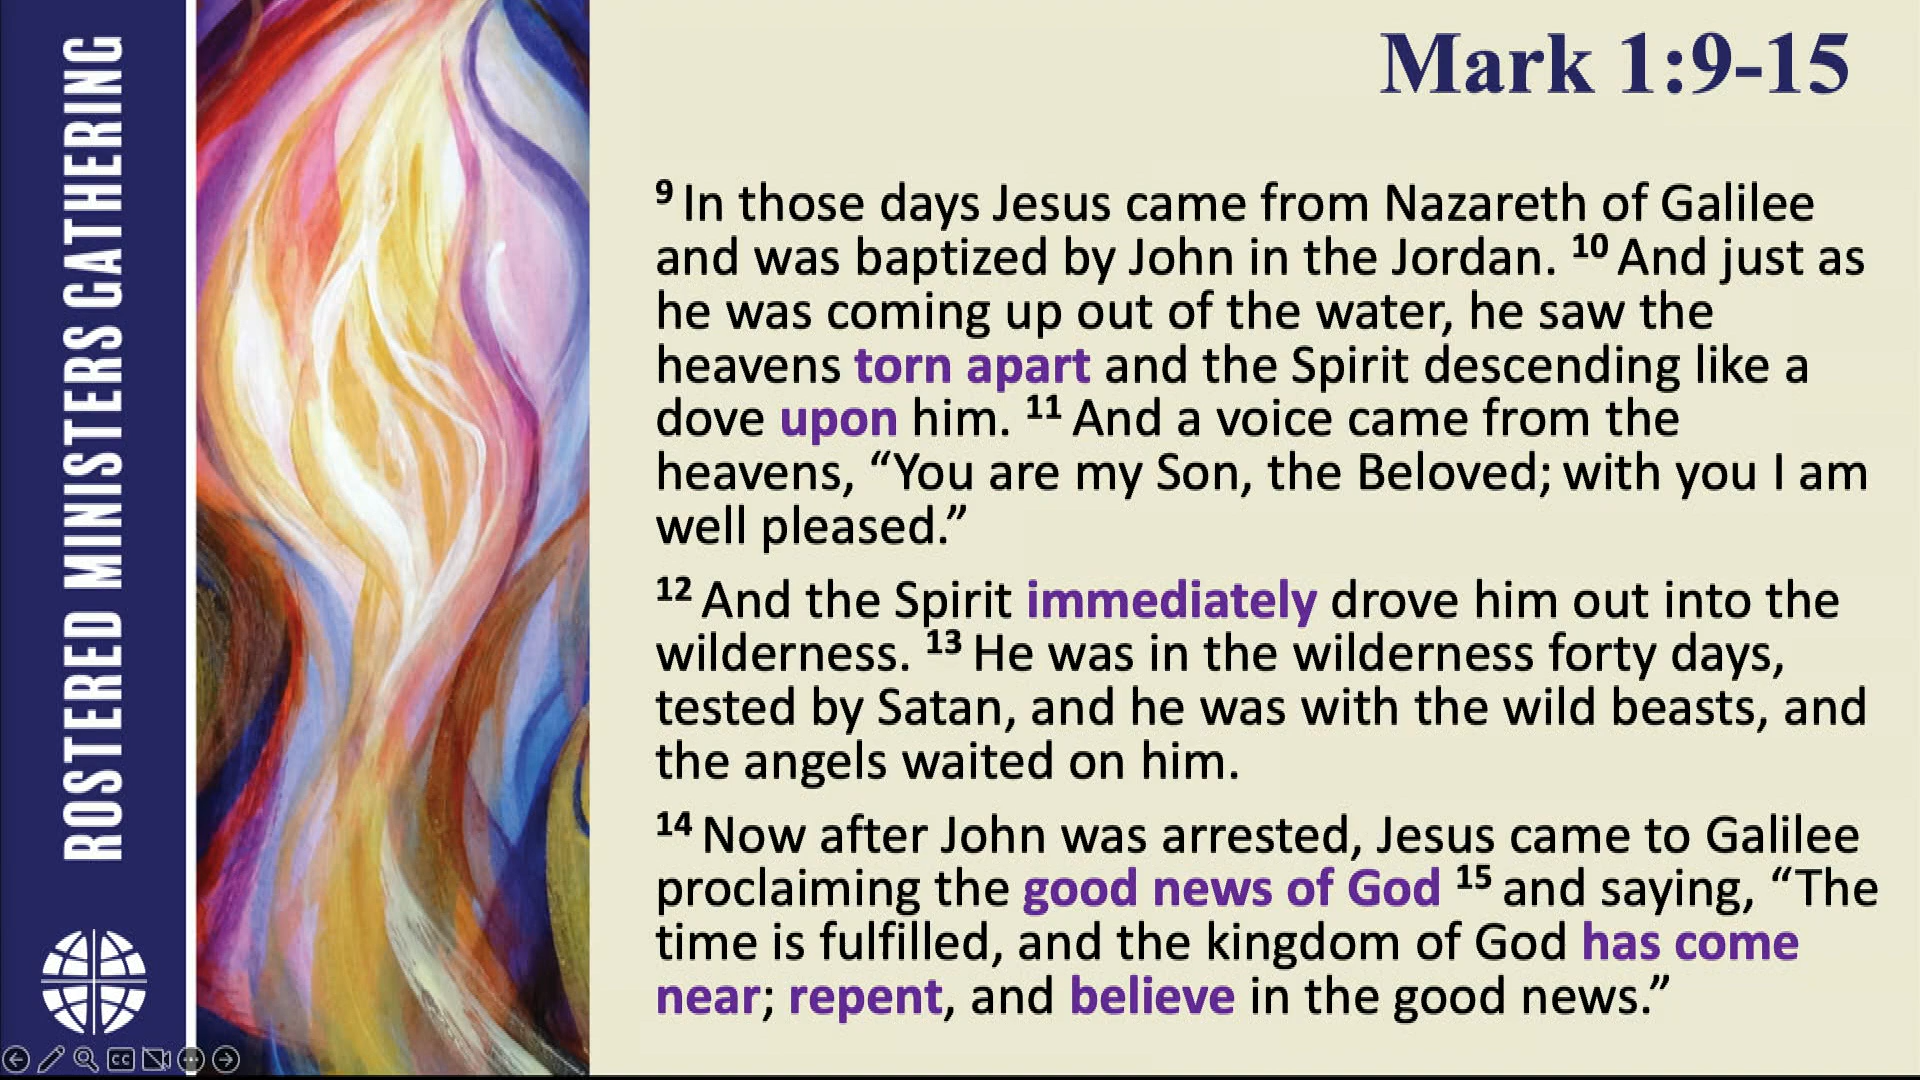 ROSTERED MINISTERS GATHERING
Mark 1:9-15
9 In those days Jesus came from Nazareth of Galilee
and was baptized by John in the Jordan. 10 And just as
he was coming up out of the water, he saw the
heavens torn apart and the Spirit descending like a
dove upon him. 11 And a voice came from the
heavens, “You are my Son, the Beloved; with you I am
well pleased.”
12 And the Spirit immediately drove him out into the
wilderness. 13 He was in the wilderness forty days,
tested by Satan, and he was with the wild beasts, and
the angels waited on him.
14 Now after John was arrested, Jesus came to Galilee
proclaiming the good news of God 15 and saying, “The
time is fulfilled, and the kingdom of God has come
near; repent, and believe in the good news.”
CC